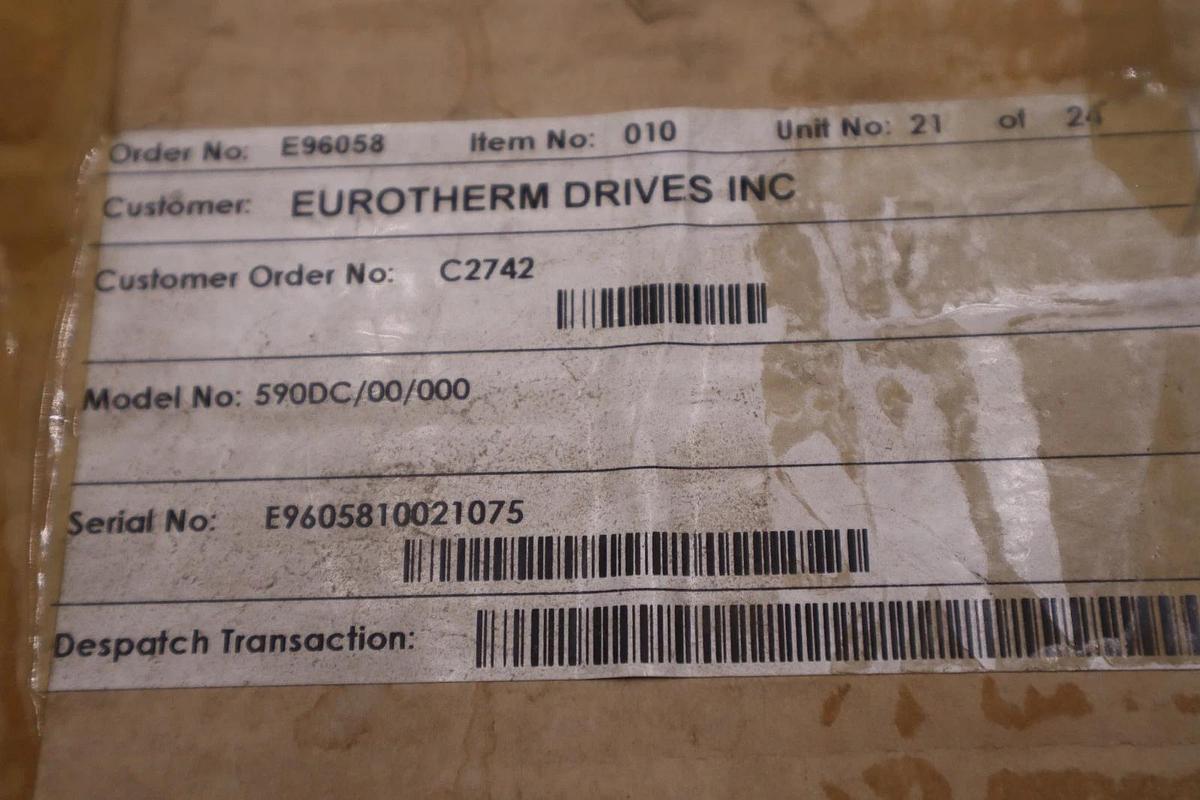 Order No: E96058 Item No: 010 Unit No: 21 of
Customer: EUROTHERM DRIVES INC
Customer Order No: C2742
Model No: 590DC/00/000
Serial No: E9605810021075
Despatch Transaction: